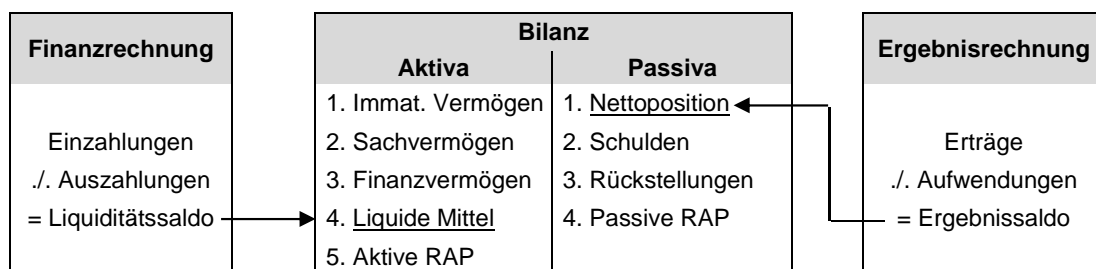 Finanzrechnung
Einzahlungen
./. Auszahlungen
= Liquiditätssaldo
Bilanz
Aktiva
1. Immat. Vermögen
2. Sachvermögen
3. Finanzvermögen
4. Liquide Mittel
5. Aktive RAP
Passiva
1. Nettoposition
2. Schulden
3. Rückstellungen
4. Passive RAP
Ergebnisrechnung
Erträge
./. Aufwendungen
= Ergebnissaldo